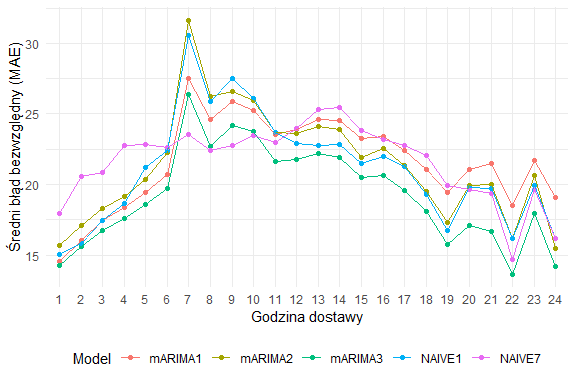 Średni błąd bezwzględny (MAE)
30
25
20
15
1 2 3 4 5 6 7 8 9 10 11 12 13 14 15 16 17 18 19 20 21 22 23 24
Godzina dostawy
Model mARIMA1 mARIMA2 mARIMA3 NAIVE1 NAIVE7